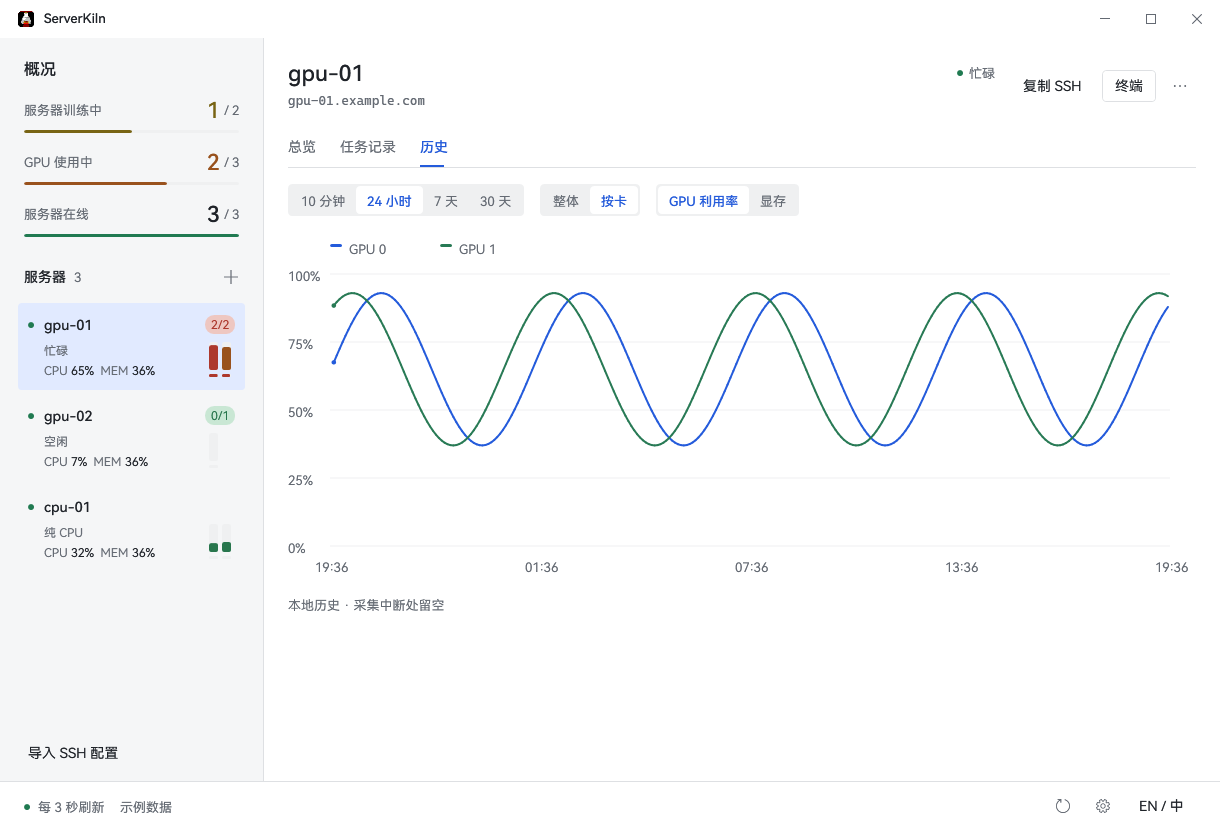 ServerKiln
概况
服务器训练中 1 / 2
GPU 使用中 2 / 3
服务器在线 3 / 3
服务器 3
gpu-01 2/2
忙碌
CPU 65% MEM 36%
gpu-02 0/1
空闲
CPU 7% MEM 36%
cpu-01
纯 CPU
CPU 32% MEM 36%
导入 SSH 配置
gpu-01
gpu-01.example.com
忙碌
复制 SSH
终端
总览 任务记录 历史
10 分钟 24 小时 7 天 30 天 整体 按卡 GPU 利用率 显存
GPU 0 GPU 1
100%
75%
50%
25%
0%
19:36 01:36 07:36 13:36 19:36
本地历史 · 采集中断处留空
每 3 秒刷新 示例数据
EN / 中